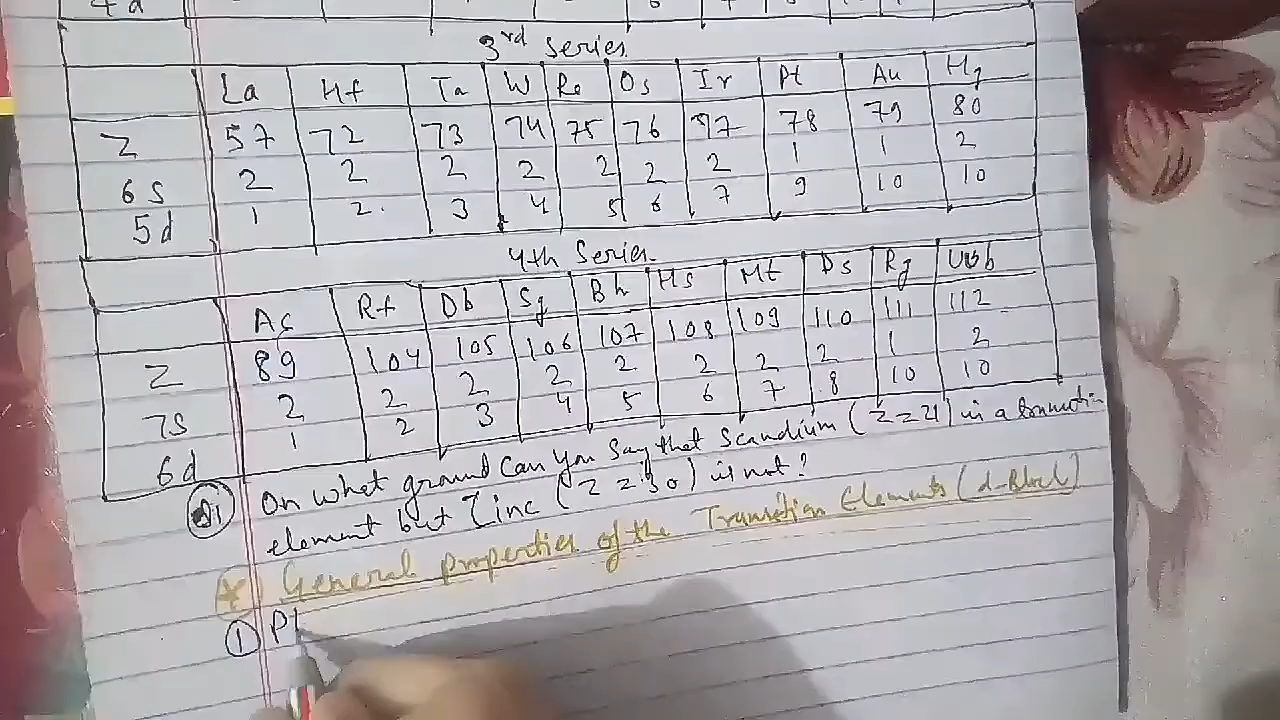 4d
3rd Series.
La Hf Ta W Re Os Ir Pt Au Hg
Z 57 72 73 74 75 76 77 78 79 80
6s 2 2 2 2 2 2 2 1 1 2
5d 1 2. 3 4 5 6 7 9 10 10
4th Series.
Ac Rf Db Sg Bh Hs Mt Ds Rg Uub
Z 89 104 105 106 107 108 109 110 111 112
7s 2 2 2 2 2 2 2 2 1 2
6d 1 2 3 4 5 6 7 8 10 10
On what ground can you say that Scandium (Z=21) is a transition
element but Zinc (Z=30) is not?
General properties of the Transition Elements (d-Block)
① Ph